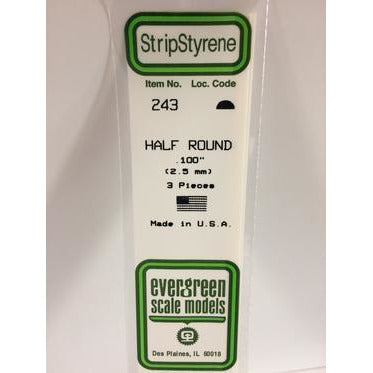 StripStyrene
Item No. Loc. Code
243
HALF ROUND
.100"
(2.5 mm)
3 Pieces
Made in U.S.A.
evergreen
scale models
Des Plaines, IL 60018